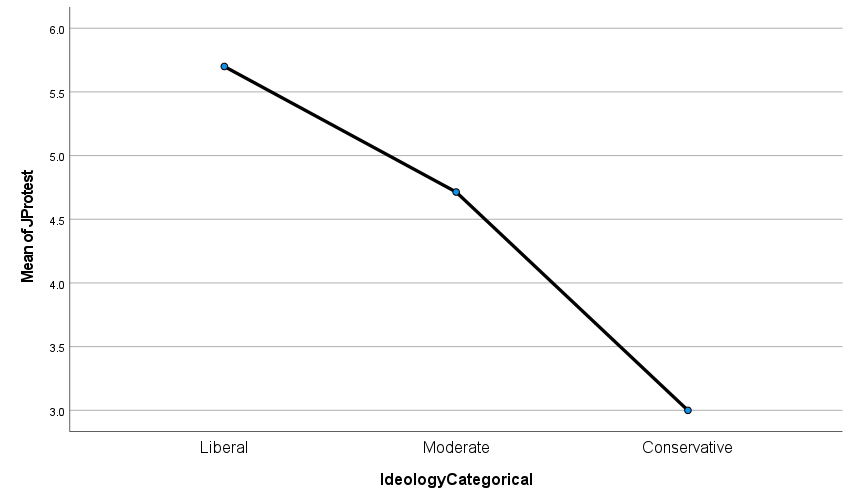 Mean of JProtest
6.0
5.5
5.0
4.5
4.0
3.5
3.0
Liberal Moderate Conservative
IdeologyCategorical